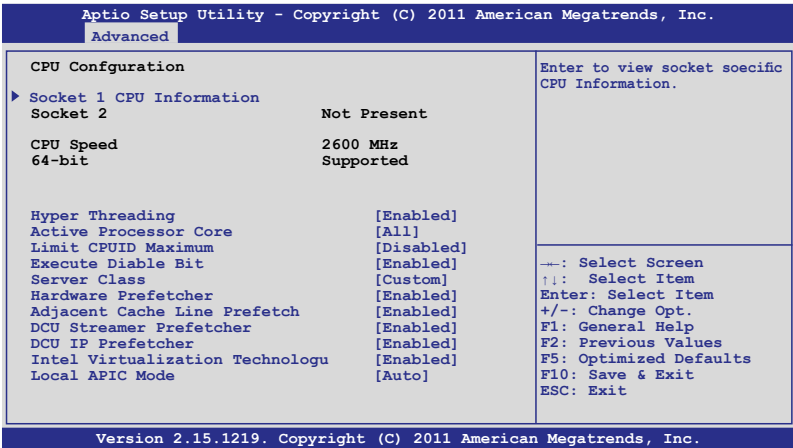 Aptio Setup Utility - Copyright (C) 2011 American Megatrends, Inc.
Advanced
CPU Confguration
Socket 1 CPU Information
Socket 2 Not Present
CPU Speed 2600 MHz
64-bit Supported
Hyper Threading [Enabled]
Active Processor Core [All]
Limit CPUID Maximum [Disabled]
Execute Diable Bit [Enabled]
Server Class [Custom]
Hardware Prefetcher [Enabled]
Adjacent Cache Line Prefetch [Enabled]
DCU Streamer Prefetcher [Enabled]
DCU IP Prefetcher [Enabled]
Intel Virtualization Technologu [Enabled]
Local APIC Mode [Auto]
Enter to view socket soecific
CPU Information.
→←: Select Screen
↑↓: Select Item
Enter: Select Item
+/-: Change Opt.
F1: General Help
F2: Previous Values
F5: Optimized Defaults
F10: Save & Exit
ESC: Exit
Version 2.15.1219. Copyright (C) 2011 American Megatrends, Inc.